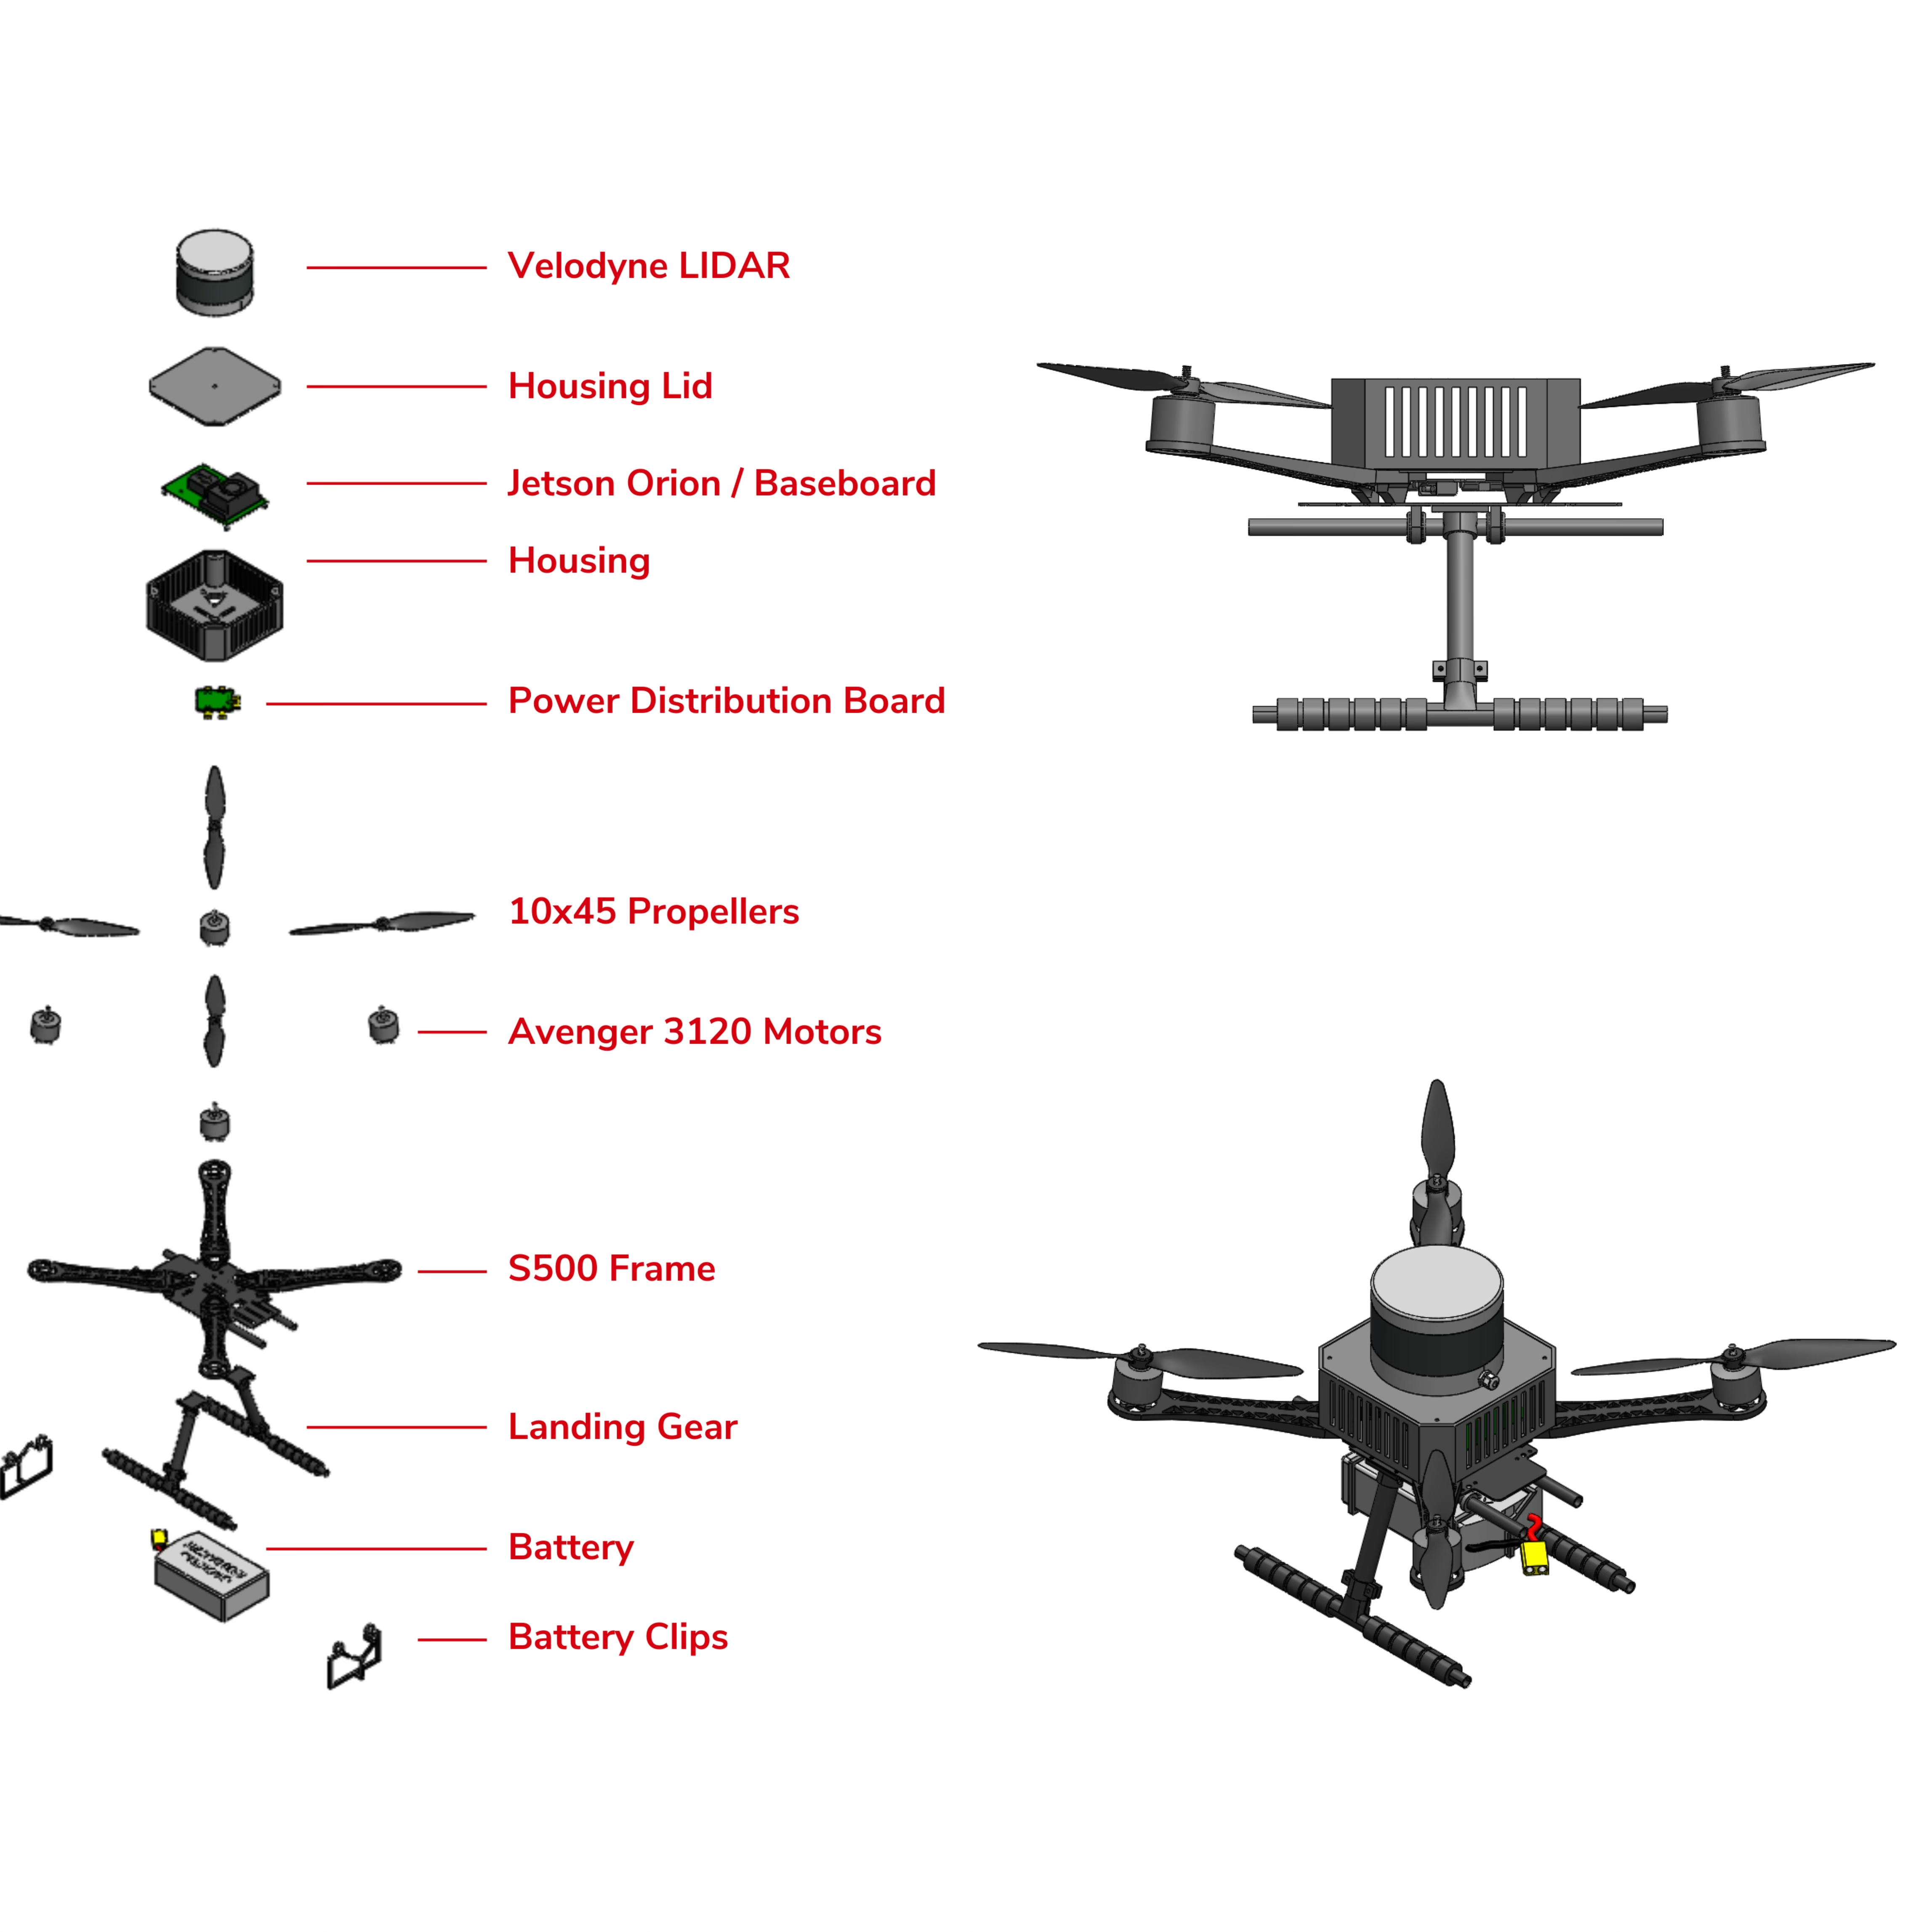 Velodyne LIDAR
Housing Lid
Jetson Orion / Baseboard
Housing
Power Distribution Board
10x45 Propellers
Avenger 3120 Motors
S500 Frame
Landing Gear
Battery
Battery Clips